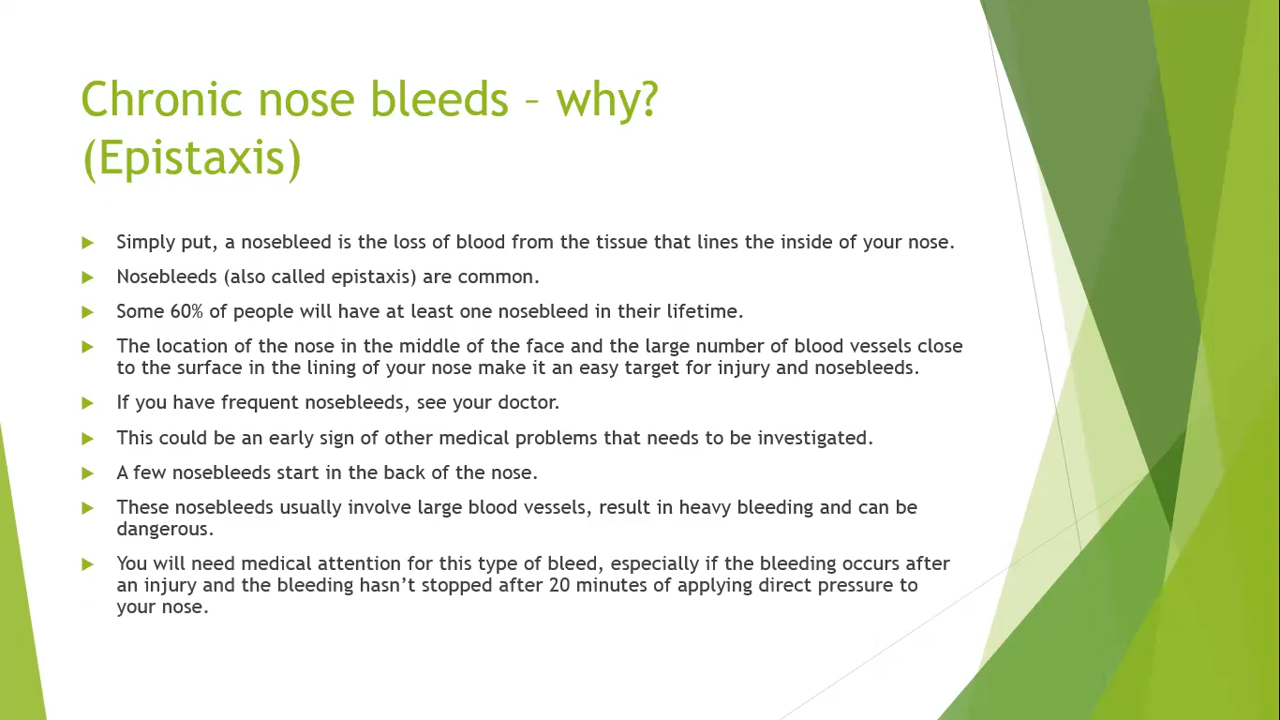 Chronic nose bleeds – why?
(Epistaxis)
Simply put, a nosebleed is the loss of blood from the tissue that lines the inside of your nose.
Nosebleeds (also called epistaxis) are common.
Some 60% of people will have at least one nosebleed in their lifetime.
The location of the nose in the middle of the face and the large number of blood vessels close
to the surface in the lining of your nose make it an easy target for injury and nosebleeds.
If you have frequent nosebleeds, see your doctor.
This could be an early sign of other medical problems that needs to be investigated.
A few nosebleeds start in the back of the nose.
These nosebleeds usually involve large blood vessels, result in heavy bleeding and can be
dangerous.
You will need medical attention for this type of bleed, especially if the bleeding occurs after
an injury and the bleeding hasn’t stopped after 20 minutes of applying direct pressure to
your nose.